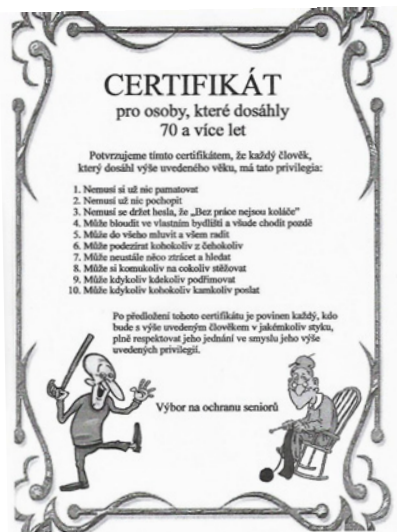 CERTIFIKÁT
pro osoby, které dosáhly
70 a více let
Potvrzujeme tímto certifikátem, že každý člověk,
který dosáhl výše uvedeného věku, má tato privilegia:
1. Nemusí si už nic pamatovat
2. Nemusí už nic pochopit
3. Nemusí se držet hesla, že „Bez práce nejsou koláče"
4. Může bloudit ve vlastním bydlišti a všude chodit pozdě
5. Může do všeho mluvit a všem radit
6. Může podezírat kohokoliv z čehokoliv
7. Může neustále něco ztrácet a hledat
8. Může si komukoliv na cokoliv stěžovat
9. Může kdykoliv kdekoliv podřimovat
10. Může kdykoliv kohokoliv kamkoliv poslat
Po předložení tohoto certifikátu je povinen každý, kdo
bude s výše uvedeným člověkem v jakémkoliv styku,
plně respektovat jeho jednání ve smyslu jeho výše
uvedených privilegií.
Výbor na ochranu seniorů